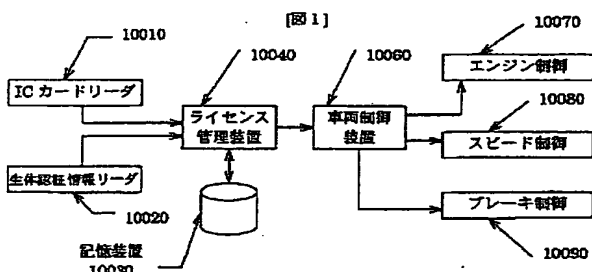 [図1]
10010
10040
10060
10070
ICカードリーダ
ライセンス
管理装置
車両制御
装置
エンジン制御
10080
スピード制御
生体認証情報リーダ
10020
ブレーキ制御
記憶装置
10030
10090